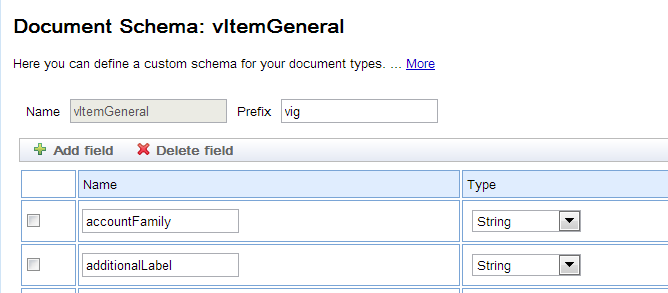 Document Schema: vItemGeneral
Here you can define a custom schema for your document types. ... More
Name vItemGeneral Prefix vig
Add field Delete field
Name Type
accountFamily String
additionalLabel String